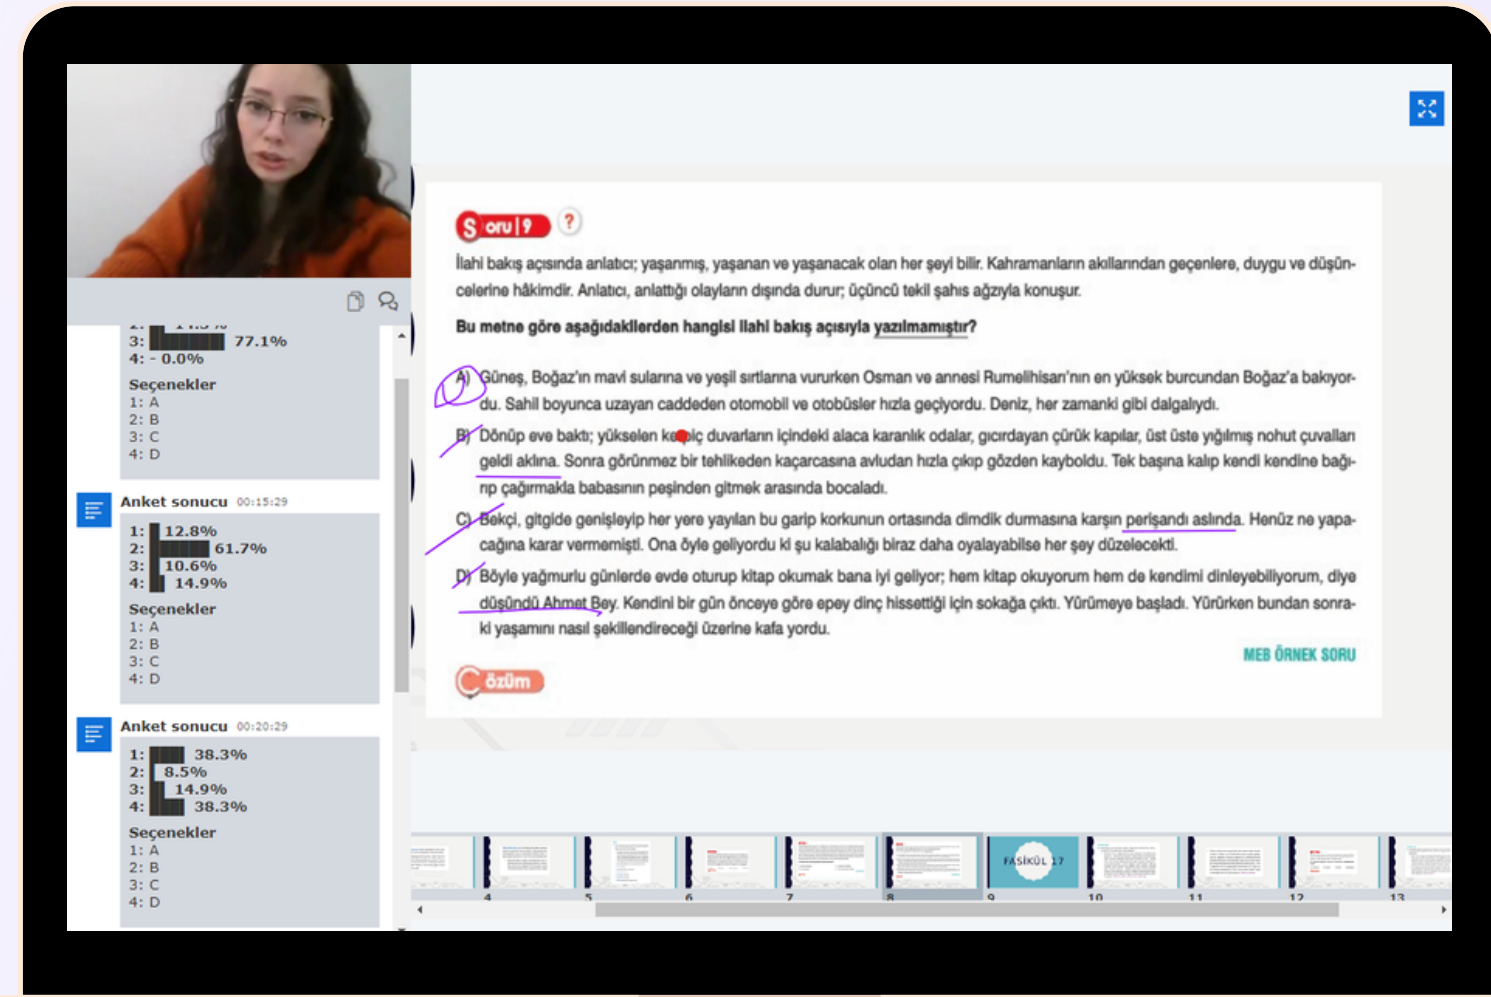 2: 14.9%
3: 77.1%
4: - 0.0%
Seçenekler
1: A
2: B
3: C
4: D
Anket sonucu 00:15:29
1: 12.8%
2: 61.7%
3: 10.6%
4: 14.9%
Seçenekler
1: A
2: B
3: C
4: D
Anket sonucu 00:20:29
1: 38.3%
2: 8.5%
3: 14.9%
4: 38.3%
Seçenekler
1: A
2: B
3: C
4: D
Soru | 9 ?
İlahi bakış açısında anlatıcı; yaşanmış, yaşanan ve yaşanacak olan her şeyi bilir. Kahramanların akıllarından geçenlere, duygu ve düşün-
celerine hâkimdir. Anlatıcı, anlattığı olayların dışında durur; üçüncü tekil şahıs ağzıyla konuşur.
Bu metne göre aşağıdakilerden hangisi ilahi bakış açısıyla yazılmamıştır?
A) Güneş, Boğaz'ın mavi sularına ve yeşil sırtlarına vururken Osman ve annesi Rumelihisarı'nın en yüksek burcundan Boğaz'a bakıyor-
du. Sahil boyunca uzayan caddeden otomobil ve otobüsler hızla geçiyordu. Deniz, her zamanki gibi dalgalıydı.
B) Dönüp eve baktı; yükselen kerpiç duvarların içindeki alaca karanlık odalar, gıcırdayan çürük kapılar, üst üste yığılmış nohut çuvalları
geldi aklına. Sonra görünmez bir tehlikeden kaçarcasına avludan hızla çıkıp gözden kayboldu. Tek başına kalıp kendi kendine bağı-
rıp çağırmakla babasının peşinden gitmek arasında bocaladı.
C) Bekçi, gitgide genişleyip her yere yayılan bu garip korkunun ortasında dimdik durmasına karşın perişandı aslında. Henüz ne yapa-
cağına karar vermemişti. Ona öyle geliyordu ki şu kalabalığı biraz daha oyalayabilse her şey düzelecekti.
D) Böyle yağmurlu günlerde evde oturup kitap okumak bana iyi geliyor; hem kitap okuyorum hem de kendimi dinleyebiliyorum, diye
düşündü Ahmet Bey. Kendini bir gün önceye göre epey dinç hissettiği için sokağa çıktı. Yürümeye başladı. Yürürken bundan sonra-
ki yaşamını nasıl şekillendireceği üzerine kafa yordu.
MEB ÖRNEK SORU
Çözüm
FASİKÜL 17
4 5 6 7 8 9 10 11 12 13